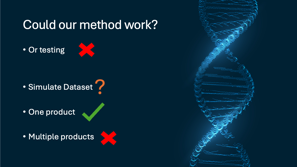 Could our method work?
• Or testing
• Simulate Dataset ?
• One product
• Multiple products